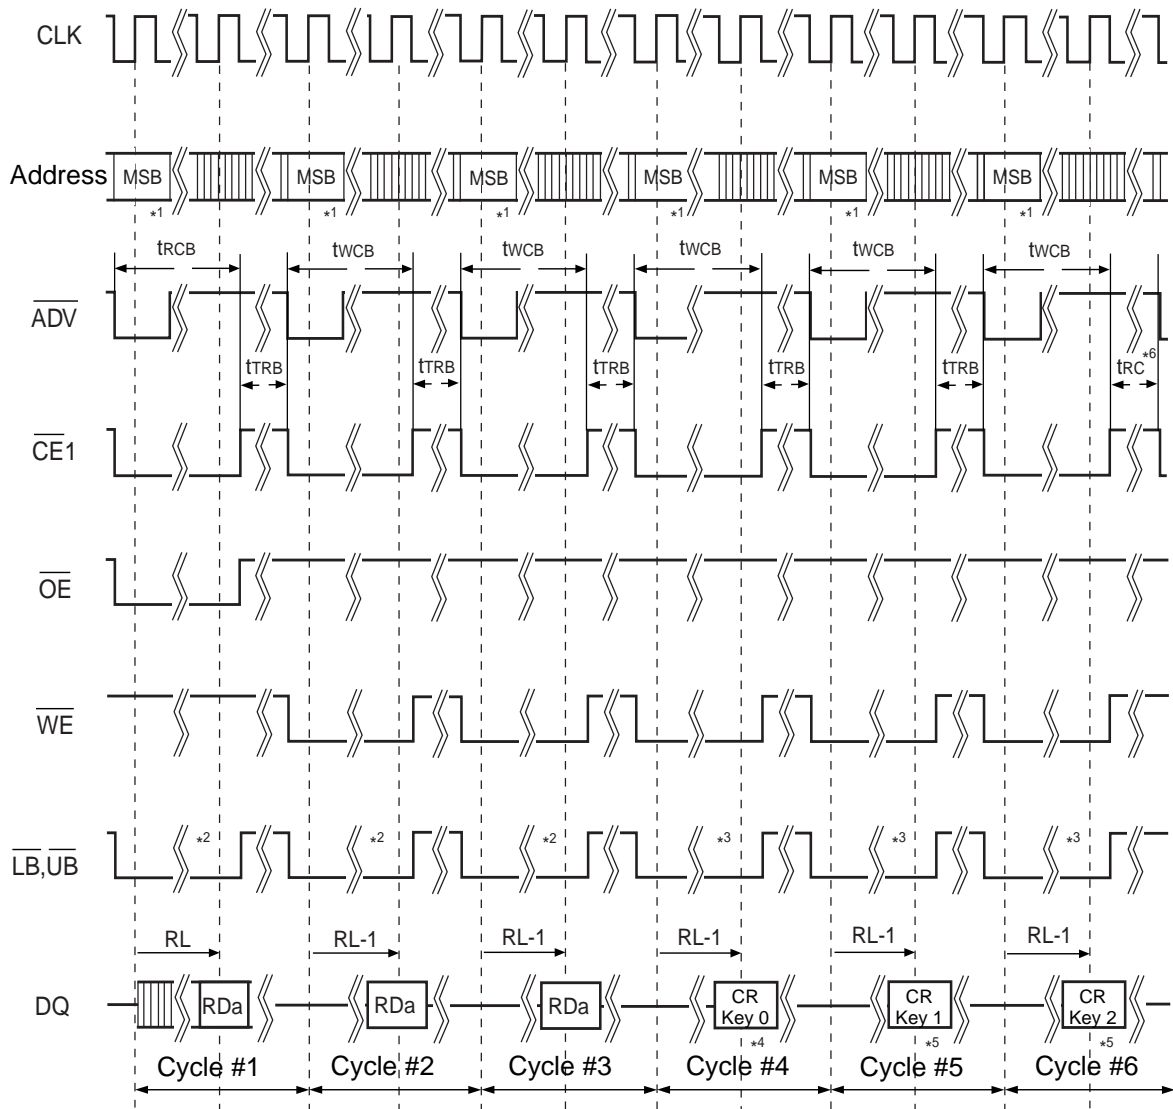 CLK
Address MSB MSB MSB MSB MSB MSB
*1 *1 *1 *1 *1 *1
tRCB tWCB tWCB tWCB tWCB tWCB
ADV
tTRB tTRB tTRB tTRB tTRB tRC*6
CE1
OE
WE
*2 *2 *2 *3 *3 *3
LB,UB
RL RL-1 RL-1 RL-1 RL-1 RL-1
DQ RDa RDa RDa CR Key 0 CR Key 1 CR Key 2
*4 *5 *5
Cycle #1 Cycle #2 Cycle #3 Cycle #4 Cycle #5 Cycle #6